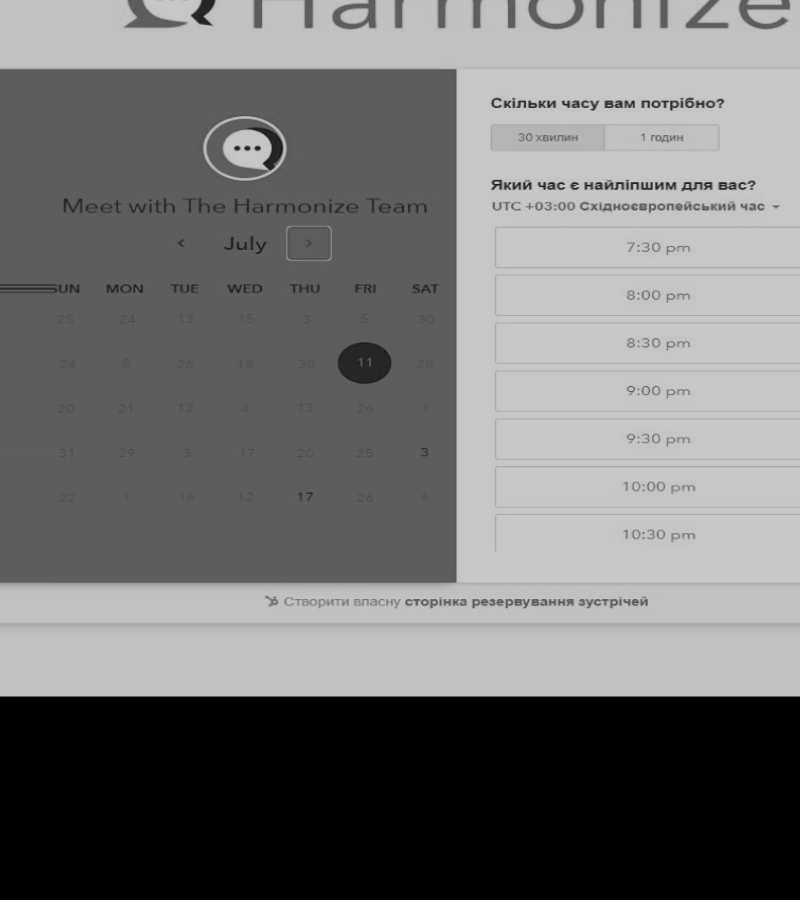 Harmonize
Meet with The Harmonize Team
‹ July ›
SUN MON TUE WED THU FRI SAT
25 24 13 15 3 5 30
24 8 26 18 30 11 28
20 21 12 4 13 26 1
31 29 3 17 20 25 3
22 1 16 12 17 26 6
Скільки часу вам потрібно?
30 хвилин 1 годин
Який час є найліпшим для вас?
UTC +03:00 Східноєвропейський час
7:30 pm
8:00 pm
8:30 pm
9:00 pm
9:30 pm
10:00 pm
10:30 pm
Створити власну сторінка резервування зустрічей